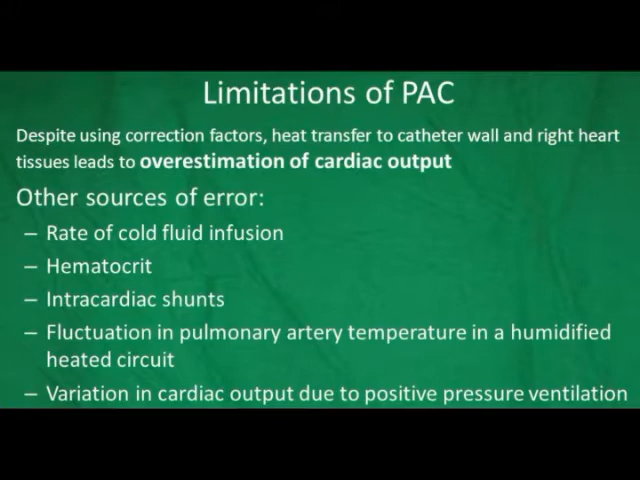 Limitations of PAC
Despite using correction factors, heat transfer to catheter wall and right heart
tissues leads to overestimation of cardiac output
Other sources of error:
– Rate of cold fluid infusion
– Hematocrit
– Intracardiac shunts
– Fluctuation in pulmonary artery temperature in a humidified
heated circuit
– Variation in cardiac output due to positive pressure ventilation